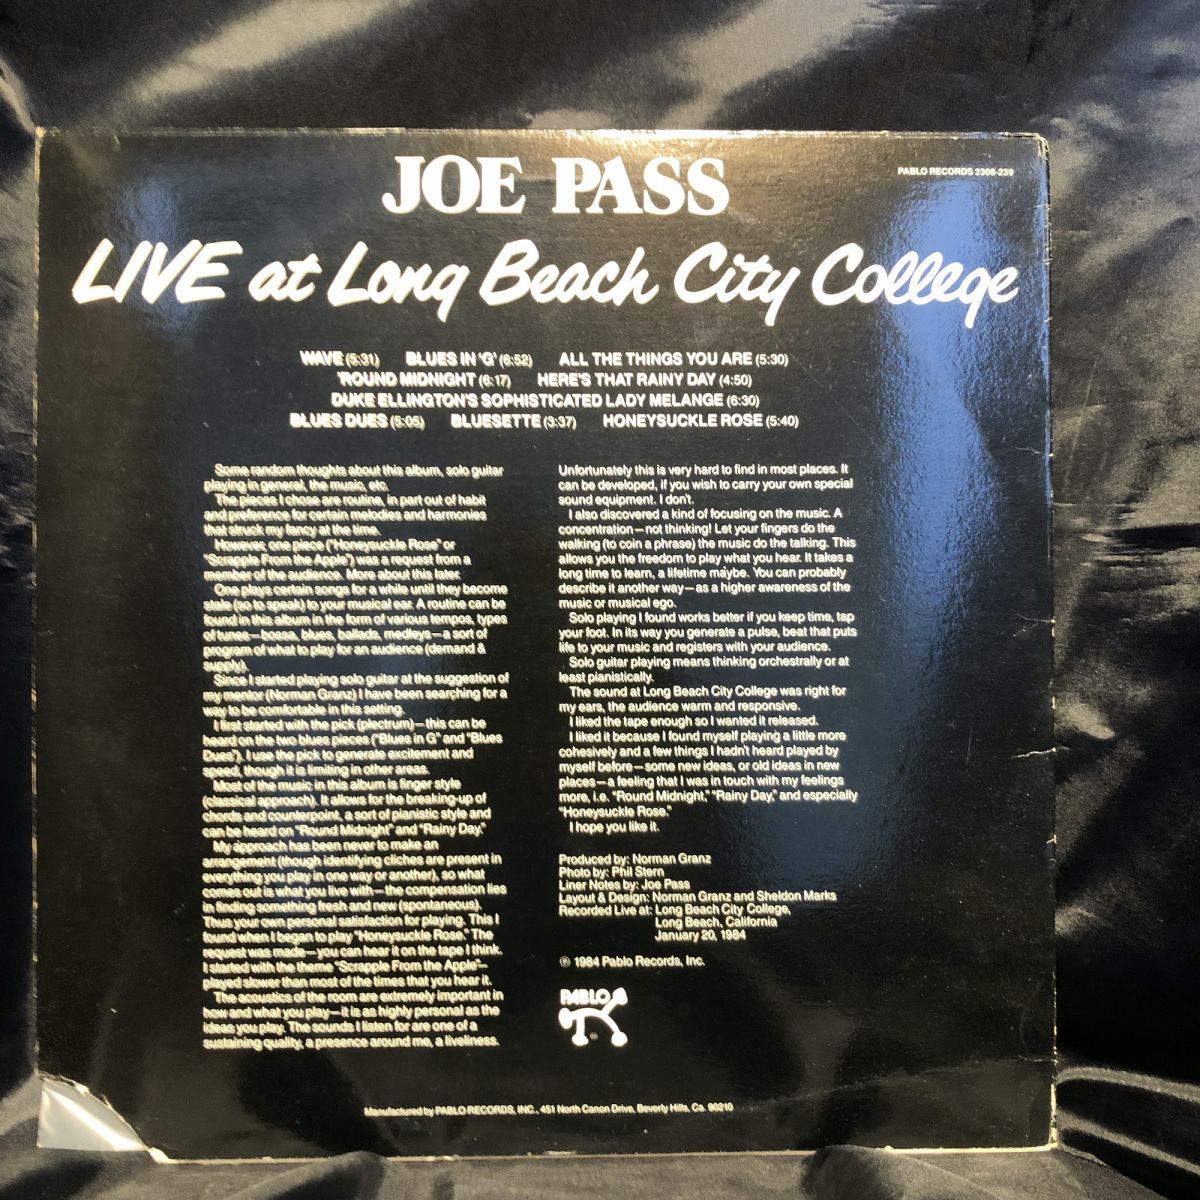 JOE PASS
PABLO RECORDS 2308-239
LIVE at Long Beach City College
WAVE (5:31) BLUES IN 'G' (6:52) ALL THE THINGS YOU ARE (5:30)
'ROUND MIDNIGHT (6:17) HERE'S THAT RAINY DAY (4:50)
DUKE ELLINGTON'S SOPHISTICATED LADY MELANGE (6:30)
BLUES DUES (5:05) BLUESETTE (3:37) HONEYSUCKLE ROSE (5:40)
Some random thoughts about this album, solo guitar
playing in general, the music, etc.
The pieces I chose are routine, in part out of habit
and preference for certain melodies and harmonies
that struck my fancy at the time.
However, one piece ("Honeysuckle Rose" or
"Scrapple From the Apple") was a request from a
member of the audience. More about this later.
One plays certain songs for a while until they become
stale (so to speak) to your musical ear. A routine can be
found in this album in the form of various tempos, types
of tunes—bossa, blues, ballads, medleys—a sort of
program of what to play for an audience (demand &
supply).
Since I started playing solo guitar at the suggestion of
my mentor (Norman Granz) I have been searching for a
way to be comfortable in this setting.
I first started with the pick (plectrum)—this can be
heard on the two blues pieces ("Blues in G" and "Blues
Dues"). I use the pick to generate excitement and
speed, though it is limiting in other areas.
Most of the music in this album is finger style
(classical approach). It allows for the breaking-up of
chords and counterpoint, a sort of pianistic style and
can be heard on "Round Midnight" and "Rainy Day."
My approach has been never to make an
arrangement (though identifying cliches are present in
everything you play in one way or another), so what
comes out is what you live with—the compensation lies
in finding something fresh and new (spontaneous).
Thus your own personal satisfaction for playing. This I
found when I began to play "Honeysuckle Rose." The
request was made—you can hear it on the tape I think.
I started with the theme "Scrapple From the Apple"—
played slower than most of the times that you hear it.
The acoustics of the room are extremely important in
how and what you play—it is as highly personal as the
ideas you play. The sounds I listen for are one of a
sustaining quality, a presence around me, a liveliness.
Unfortunately this is very hard to find in most places. It
can be developed, if you wish to carry your own special
sound equipment. I don't.
I also discovered a kind of focusing on the music. A
concentration—not thinking! Let your fingers do the
walking (to coin a phrase) the music do the talking. This
allows you the freedom to play what you hear. It takes a
long time to learn, a lifetime maybe. You can probably
describe it another way—as a higher awareness of the
music or musical ego.
Solo playing I found works better if you keep time, tap
your foot. In its way you generate a pulse, beat that puts
life to your music and registers with your audience.
Solo guitar playing means thinking orchestrally or at
least pianistically.
The sound at Long Beach City College was right for
my ears, the audience warm and responsive.
I liked the tape enough so I wanted it released.
I liked it because I found myself playing a little more
cohesively and a few things I hadn't heard played by
myself before—some new ideas, or old ideas in new
places—a feeling that I was in touch with my feelings
more, i.e. "Round Midnight," "Rainy Day," and especially
"Honeysuckle Rose."
I hope you like it.
Produced by: Norman Granz
Photo by: Phil Stern
Liner Notes by: Joe Pass
Layout & Design: Norman Granz and Sheldon Marks
Recorded Live at: Long Beach City College,
Long Beach, California
January 20, 1984
℗ 1984 Pablo Records, Inc.
PABLO
Manufactured by PABLO RECORDS, INC., 451 North Canon Drive, Beverly Hills, Ca. 90210